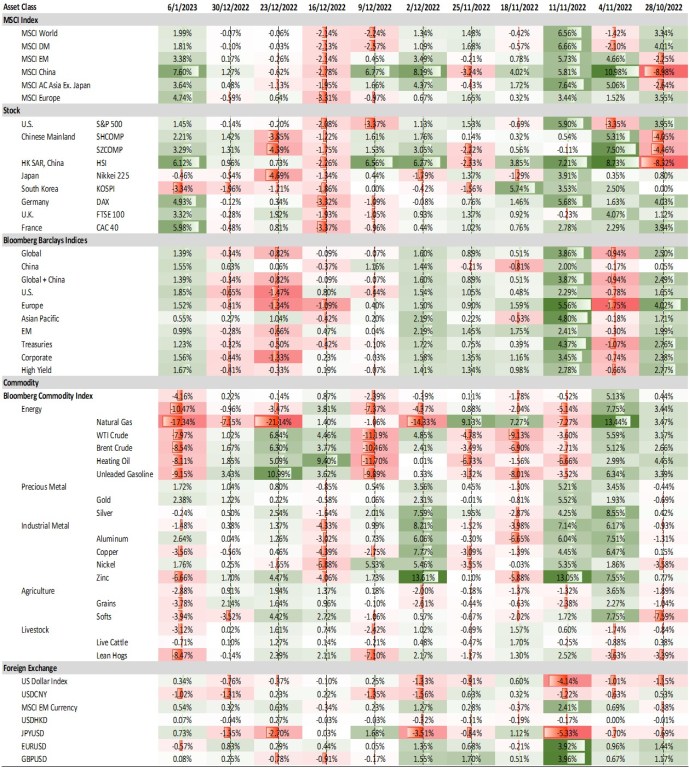 Asset Class 6/1/2023 30/12/2022 23/12/2022 16/12/2022 9/12/2022 2/12/2022 25/11/2022 18/11/2022 11/11/2022 4/11/2022 28/10/2022
MSCI Index
MSCI World 1.99% -0.07% -0.06% -2.14% -2.24% 1.34% 1.48% -0.42% 6.56% -1.42% 3.34%
MSCI DM 1.81% -0.10% -0.03% -2.13% -2.57% 1.09% 1.68% -0.57% 6.66% -2.10% 4.01%
MSCI EM 3.38% 0.17% -0.26% -2.14% 0.45% 3.49% -0.21% 0.78% 5.73% 4.66% -2.25%
MSCI China 7.60% 1.27% -0.62% -2.78% 6.77% 8.19% -3.24% 4.02% 5.81% 10.98% -8.98%
MSCI AC Asia Ex. Japan 3.64% 0.48% -1.13% -1.95% 1.66% 4.37% -0.43% 1.72% 7.64% 5.06% -2.64%
MSCI Europe 4.74% -0.59% 0.64% -3.31% -0.97% 0.44% 1.65% 0.32% 3.44% 1.52% 3.55%
Stock
U.S. S&P 500 1.45% -0.14% -0.20% -2.08% -3.37% 1.13% 1.53% -0.69% 5.90% -3.35% 3.95%
Chinese Mainland SHCOMP 2.21% 1.42% -3.85% -1.22% 1.61% 1.76% 0.14% 0.32% 0.54% 5.31% -4.05%
SZCOMP 3.29% 1.31% -4.39% -1.75% 1.53% 3.05% -2.22% 0.56% -0.11% 7.50% -4.46%
HK SAR, China HSI 6.12% 0.96% 0.73% -2.26% 6.56% 6.27% -2.33% 3.85% 7.21% 8.73% -8.32%
Japan Nikkei 225 -0.46% -0.54% -4.69% -1.34% 0.44% -1.79% 1.37% -1.29% 3.91% 0.35% 0.80%
South Korea KOSPI -3.34% -1.96% -1.21% -1.86% 0.00% -0.42% -1.56% 5.74% 3.53% 2.50% 0.00%
Germany DAX 4.93% -0.12% 0.34% -3.32% -1.09% -0.08% 0.76% 1.46% 5.68% 1.63% 4.03%
U.K. FTSE 100 3.32% -0.28% 1.92% -1.93% -1.05% 0.93% 1.37% 0.92% -0.23% 4.07% 1.12%
France CAC 40 5.98% -0.48% 0.81% -3.37% -0.96% 0.44% 1.02% 0.76% 2.78% 2.29% 3.94%
Bloomberg Barclays Indices
Global 1.39% -0.34% -0.82% -0.09% -0.07% 1.60% 0.89% 0.51% 3.86% -0.94% 2.50%
China 1.55% 0.63% 0.06% -0.37% 1.16% 1.44% -0.21% -0.81% 2.00% -0.17% 0.05%
Global + China 1.39% -0.34% -0.82% -0.06% -0.07% 1.60% 0.89% 0.51% 3.87% -0.94% 2.49%
U.S. 1.85% -0.65% -1.47% 0.80% -0.44% 1.54% 1.05% 0.48% 2.29% -0.78% 1.65%
Europe 1.52% -0.81% -1.34% -1.09% 0.40% 1.50% 0.90% 1.59% 5.56% -1.75% 4.02%
Asian Pacific 0.55% 0.27% 1.04% -0.42% 0.20% 2.19% 0.22% -0.53% 4.80% -0.18% 1.71%
EM 0.99% -0.28% -0.66% 0.47% 0.04% 2.19% 1.45% 1.75% 2.41% -0.30% 1.99%
Treasuries 1.23% -0.32% -0.50% -0.42% -0.10% 1.52% 0.74% 0.39% 4.37% -1.07% 2.76%
Corporate 1.56% -0.44% -1.33% 0.23% -0.02% 1.58% 1.35% 1.16% 3.45% -0.74% 2.38%
High Yield 1.71% -0.81% -0.33% 0.19% -0.07% 1.41% 1.34% 0.98% 2.78% -0.66% 2.77%
Commodity
Bloomberg Commodity Index -4.16% 0.22% -0.14% 0.87% -2.39% -0.39% 0.11% -1.78% -0.52% 5.13% 0.44%
Energy -10.47% -0.96% -3.47% 3.81% -7.37% -4.37% 0.88% -2.04% -5.14% 7.75% 3.44%
Natural Gas -17.34% -7.15% -21.14% 1.40% -1.06% -14.33% 9.13% 7.27% -7.27% 13.44% 3.47%
WTI Crude -7.97% 1.02% 6.84% 4.46% -11.19% 4.85% -4.78% -9.13% -3.60% 5.59% 3.57%
Brent Crude -8.54% 1.67% 6.30% 3.77% -10.46% 2.41% -3.49% -6.90% -2.71% 5.12% 2.66%
Heating Oil -8.11% 1.85% 5.09% 9.40% -11.70% 0.01% -6.73% -1.56% -6.66% 2.99% 4.45%
Unleaded Gasoline -9.35% 3.43% 10.59% 3.62% -9.89% 0.33% -3.52% -8.01% -3.52% 6.34% 3.39%
Precious Metal 1.72% 1.04% 0.80% -0.85% 0.54% 3.56% -0.45% -1.30% 5.21% 3.45% -0.44%
Gold 2.38% 1.22% 0.22% -0.58% 0.06% 2.31% -0.01% -0.81% 5.52% 1.93% -0.69%
Silver -0.24% 0.50% 2.54% -1.64% 2.01% 7.59% 1.95% -2.87% 4.25% 8.55% 0.42%
Industrial Metal -1.48% 0.38% 1.37% -4.33% 0.99% 8.21% -1.52% -3.98% 7.14% 6.17% -0.93%
Aluminum 2.64% 0.04% 1.26% -3.02% 0.73% 6.06% -0.30% -6.65% 6.04% 7.51% -1.31%
Copper -3.56% -0.56% 0.46% -4.39% -2.75% 7.77% -3.09% -1.39% 4.45% 6.47% 0.15%
Nickel 1.76% 0.25% -1.65% -6.88% 5.53% 5.46% -3.55% -0.03% 5.35% 1.86% -3.58%
Zinc -6.66% 1.70% 4.47% -4.06% 1.73% 13.61% 0.10% -5.88% 13.05% 7.55% 0.77%
Agriculture -2.88% 0.91% 1.94% 1.37% 0.18% -2.00% -0.18% -1.37% -1.32% 3.65% -1.89%
Grains -3.78% 2.14% 1.64% 0.96% -0.10% -2.61% -0.44% -0.63% -2.38% 2.27% -1.04%
Softs -3.94% -3.52% 4.42% 2.72% -1.06% 0.57% -0.67% -2.02% 1.72% 7.75% -7.59%
Livestock -3.12% 0.02% 1.61% 0.74% -2.42% 1.02% -0.69% 1.57% 0.60% -1.74% -0.84%
Live Cattle -0.71% 0.10% 1.27% 0.14% -0.21% 0.48% -0.47% 1.70% -0.25% -0.88% 0.38%
Lean Hogs -8.47% -0.14% 2.39% 2.21% -7.10% 2.17% -1.17% 1.30% 2.52% -3.63% -3.39%
Foreign Exchange
US Dollar Index 0.34% -0.76% -0.37% -0.10% 0.25% -1.33% -0.91% 0.60% -4.14% -1.01% -1.15%
USDCNY -1.02% -1.31% 0.23% 0.22% -1.35% -1.56% 0.63% 0.32% -1.22% -0.63% 0.53%
MSCI EM Currency 0.54% 0.32% 0.63% -0.34% 0.23% 1.28% 0.28% -0.37% 2.41% 0.69% -0.38%
USDHKD 0.07% -0.04% 0.27% -0.03% -0.03% -0.32% -0.11% -0.19% -0.17% 0.00% -0.01%
JPYUSD 0.73% -1.35% -2.70% 0.03% 1.68% -3.51% -0.84% 1.12% -5.33% -0.69% -0.12%
EURUSD -0.57% 0.83% 0.29% 0.44% 0.05% 1.35% 0.71% -0.21% 3.92% 0.96% 1.44%
GBPUSD 0.08% 0.25% -0.78% -0.91% -0.17% 1.55% 1.70% 0.51% 3.96% 0.67% 1.57%